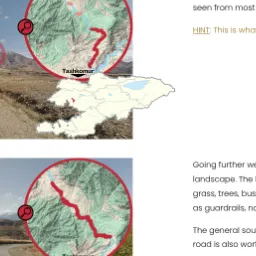 seen from most
HINT: This is wha
Tashkomur
Going further we
landscape. The
grass, trees, bus
as guardrails, no
The general sou
road is also wor